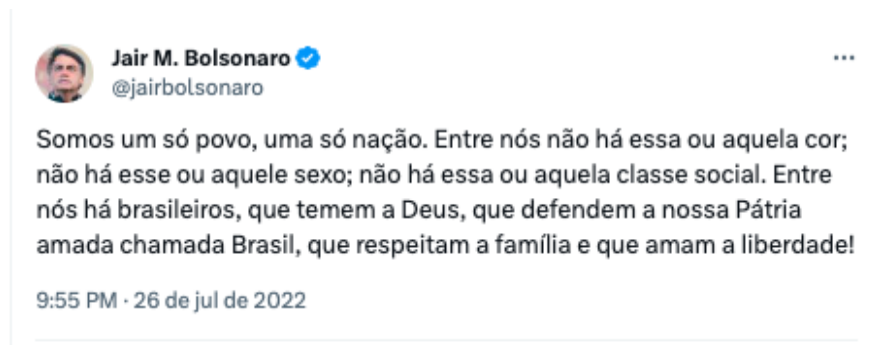 Jair M. Bolsonaro
@jairbolsonaro
Somos um só povo, uma só nação. Entre nós não há essa ou aquela cor;
não há esse ou aquele sexo; não há essa ou aquela classe social. Entre
nós há brasileiros, que temem a Deus, que defendem a nossa Pátria
amada chamada Brasil, que respeitam a família e que amam a liberdade!
9:55 PM · 26 de jul de 2022